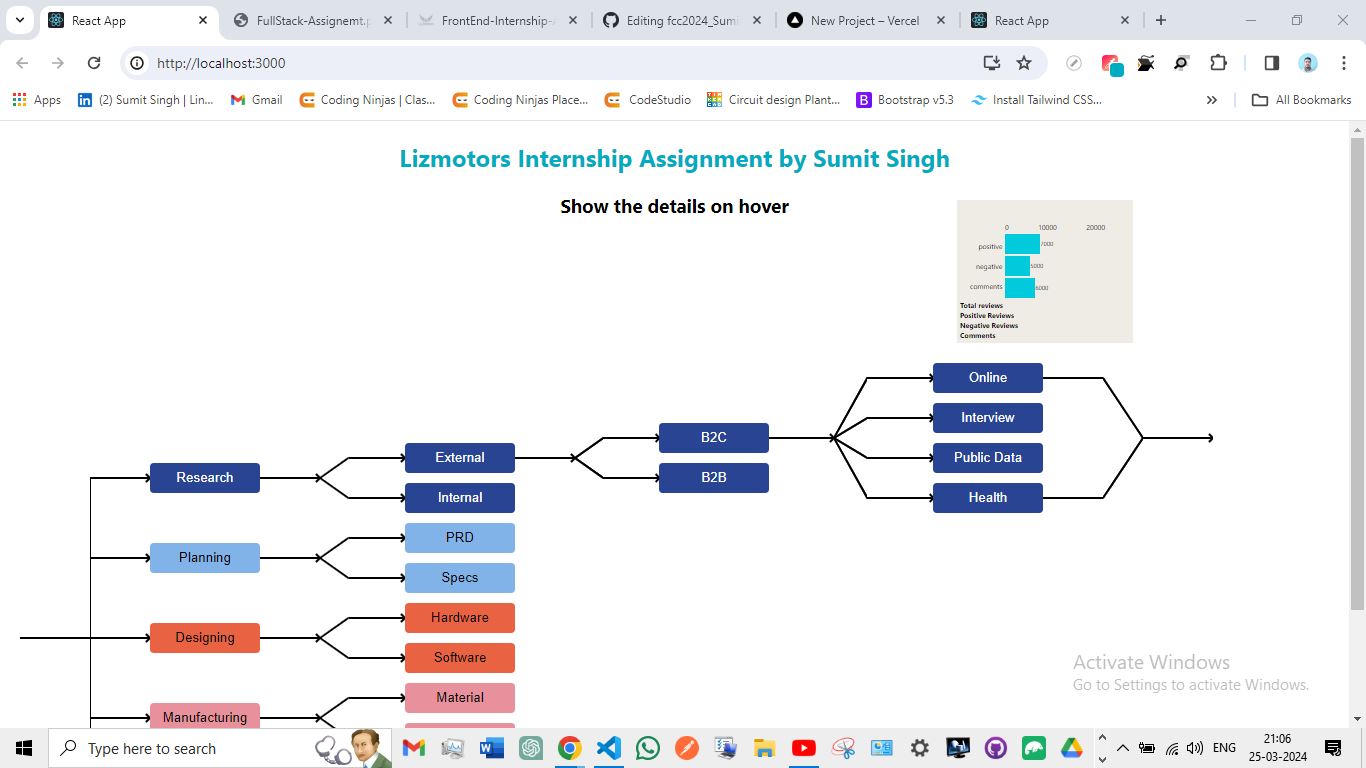 React App
FullStack-Assignemt.p
FrontEnd-Internship-
Editing fcc2024_Sumi
New Project – Vercel
React App
http://localhost:3000
Apps
(2) Sumit Singh | Lin...
Gmail
Coding Ninjas | Clas...
Coding Ninjas Place...
CodeStudio
Circuit design Plant...
Bootstrap v5.3
Install Tailwind CSS...
All Bookmarks
Lizmotors Internship Assignment by Sumit Singh
Show the details on hover
0 10000 20000
positive 7000
negative 5000
comments 6000
Total reviews
Positive Reviews
Negative Reviews
Comments
Online
Interview
B2C
External
Public Data
Research
B2B
Internal
Health
PRD
Planning
Specs
Hardware
Designing
Software
Material
Manufacturing
Activate Windows
Go to Settings to activate Windows.
Type here to search
ENG
21:06
25-03-2024